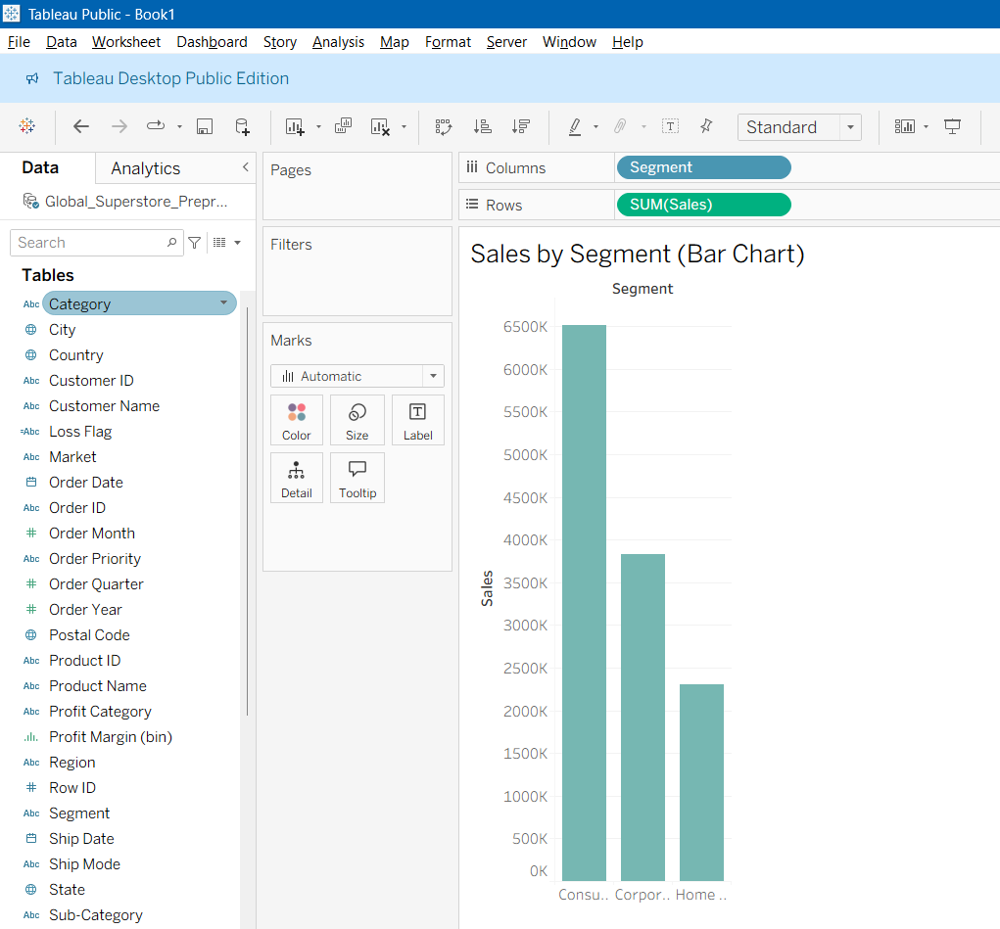 Tableau Public - Book1
File Data Worksheet Dashboard Story Analysis Map Format Server Window Help
Tableau Desktop Public Edition
Standard
Data Analytics
Global_Superstore_Prepr...
Search
Tables
Abc Category
City
Country
Abc Customer ID
Abc Customer Name
=Abc Loss Flag
Abc Market
Order Date
Abc Order ID
# Order Month
Abc Order Priority
# Order Quarter
# Order Year
Postal Code
Abc Product ID
Abc Product Name
Abc Profit Category
Profit Margin (bin)
Abc Region
# Row ID
Abc Segment
Ship Date
Abc Ship Mode
State
Abc Sub-Category
Pages
Filters
Marks
Automatic
Color Size T Label
Detail Tooltip
Columns Segment
Rows SUM(Sales)
Sales by Segment (Bar Chart)
Segment
6500K
6000K
5500K
5000K
4500K
4000K
3500K
3000K
2500K
2000K
1500K
1000K
500K
0K
Sales
Consu.. Corpor.. Home ..